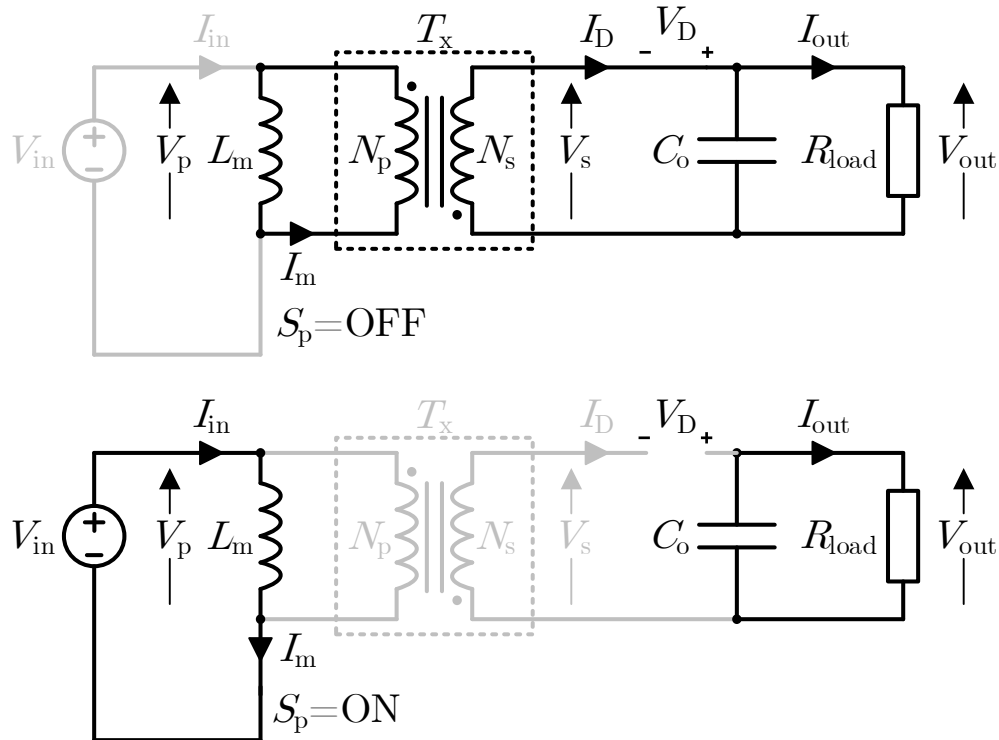 I_in T_x I_D - V_D + I_out
V_in + - V_p L_m N_p N_s V_s C_o R_load V_out
I_m
S_p=OFF
I_in T_x I_D - V_D + I_out
V_in + - V_p L_m N_p N_s V_s C_o R_load V_out
I_m
S_p=ON